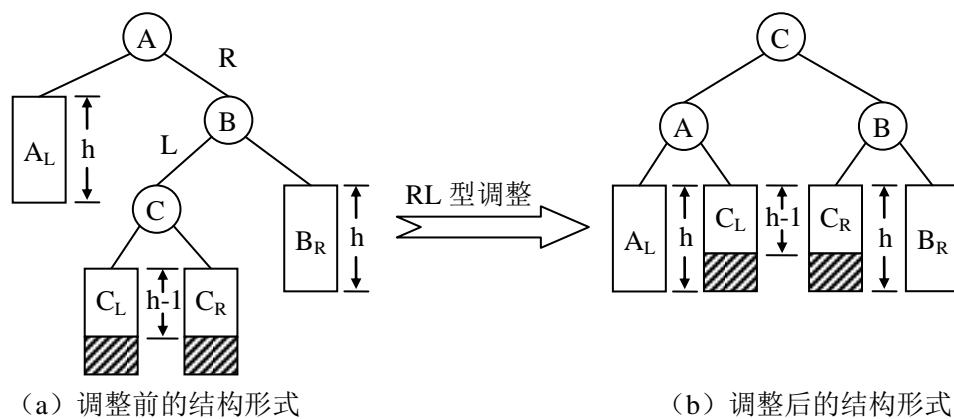 A
R
A_L
h
B
L
C
B_R
h
C_L
h-1
C_R
RL 型调整
C
A
B
A_L
h
C_L
h-1
C_R
h
B_R
（a）调整前的结构形式
（b）调整后的结构形式